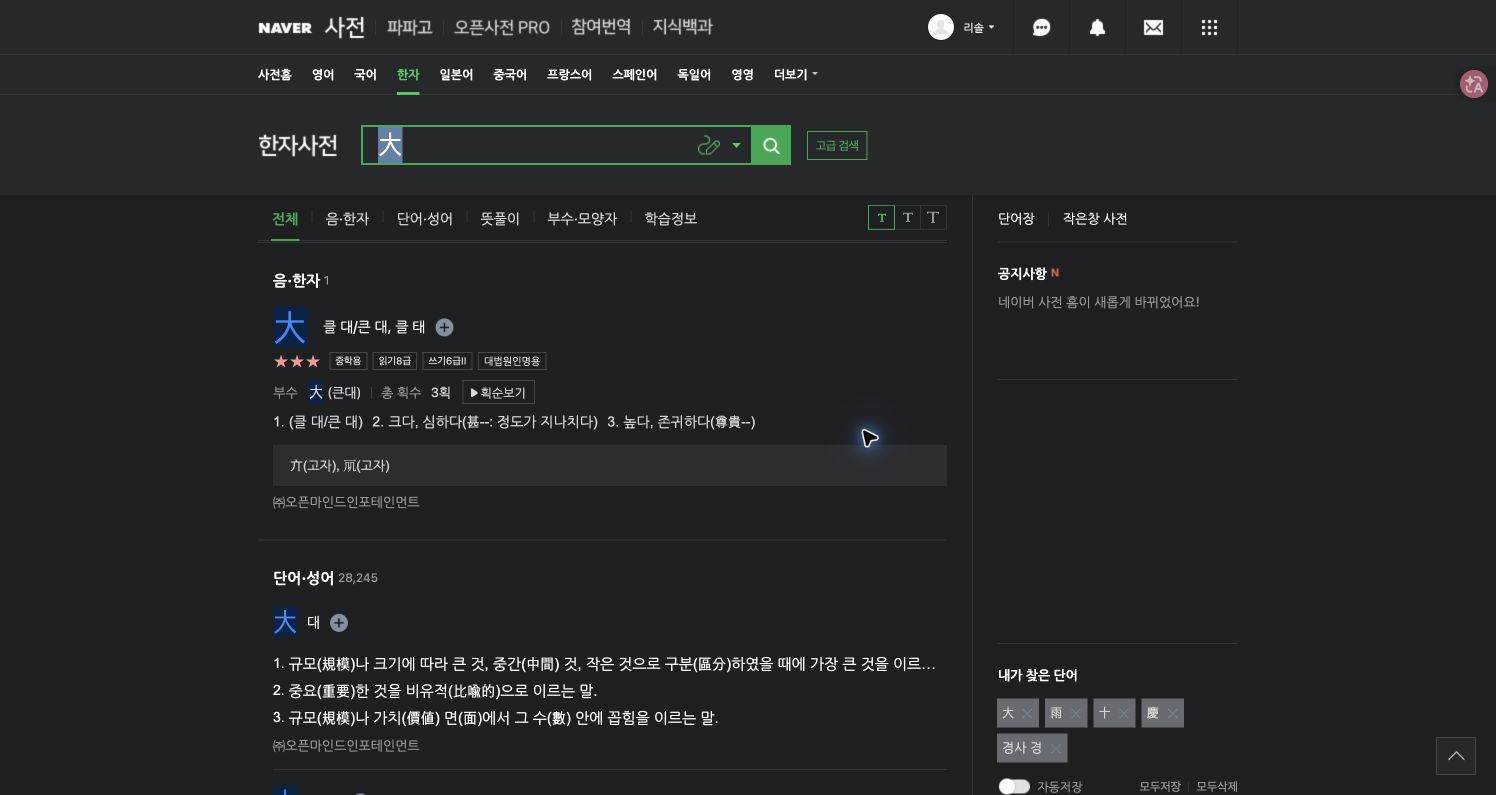 NAVER 사전 파파고 오픈사전 PRO 참여번역 지식백과 리솔
사전홈 영어 국어 한자 일본어 중국어 프랑스어 스페인어 독일어 영영 더보기
한자사전 大 고급 검색
전체 음·한자 단어·성어 뜻풀이 부수·모양자 학습정보 T T T
단어장 작은창 사전
음·한자 1
공지사항 N
네이버 사전 홈이 새롭게 바뀌었어요!
大 클 대/큰 대, 클 태
★★★ 중학용 읽기8급 쓰기6급II 대법원인명용
부수 大 (큰대) 총 획수 3획 ▶획순보기
1. (클 대/큰 대) 2. 크다, 심하다(甚--: 정도가 지나치다) 3. 높다, 존귀하다(尊貴--)
(고자), (고자)
㈜오픈마인드인포테인먼트
단어·성어 28,245
大 대
1. 규모(規模)나 크기에 따라 큰 것, 중간(中間) 것, 작은 것으로 구분(區分)하였을 때에 가장 큰 것을 이르...
2. 중요(重要)한 것을 비유적(比喩的)으로 이르는 말.
3. 규모(規模)나 가치(價値) 면(面)에서 그 수(數) 안에 꼽힘을 이르는 말.
㈜오픈마인드인포테인먼트
내가 찾은 단어
大 雨 十 慶
경사 경
자동저장 모두저장 모두삭제